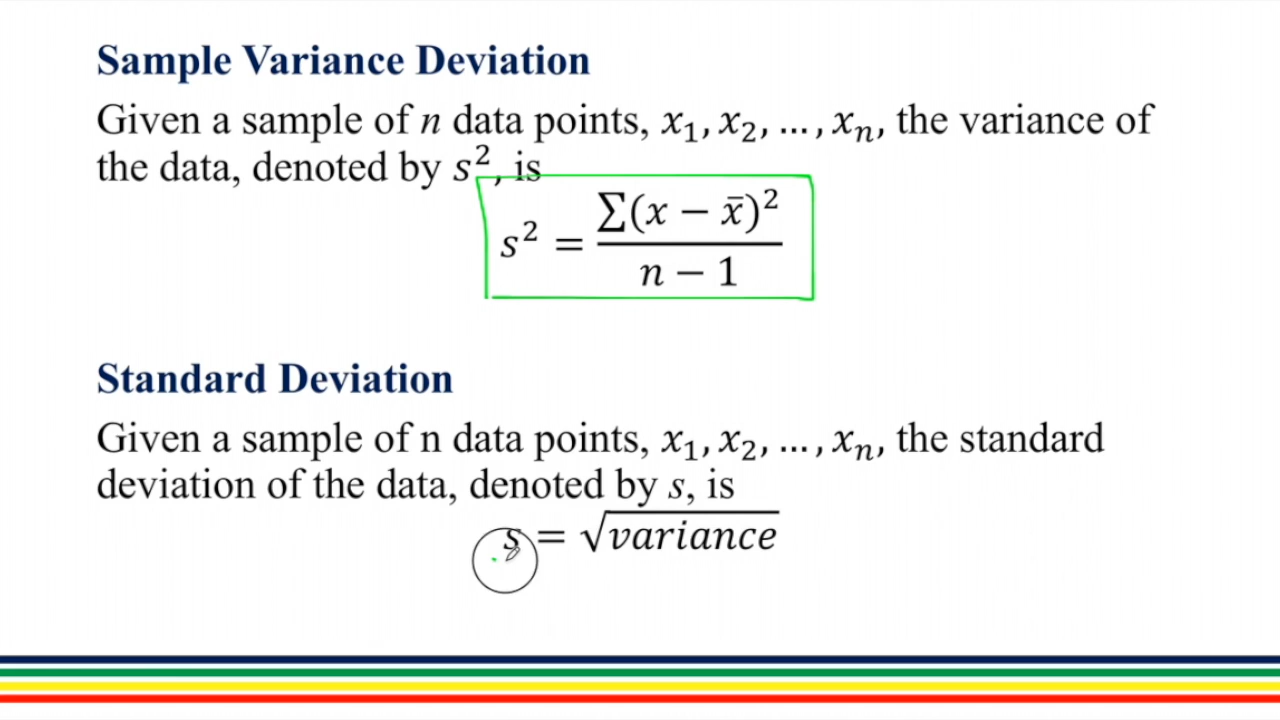 Sample Variance Deviation
Given a sample of n data points, x₁, x₂, ..., xₙ, the variance of
the data, denoted by s², is
s² = ∑(x − x̄)² / n − 1
Standard Deviation
Given a sample of n data points, x₁, x₂, ..., xₙ, the standard
deviation of the data, denoted by s, is
s = √variance